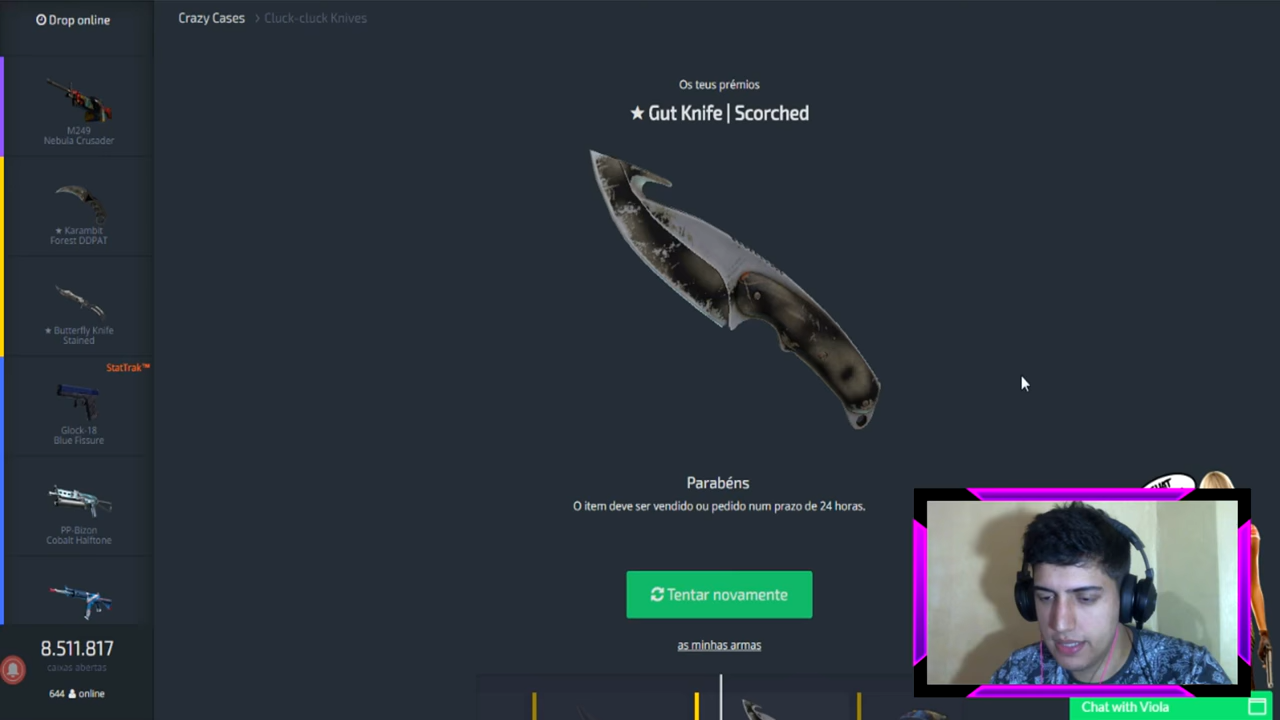 Drop online
Crazy Cases › Cluck-cluck Knives
Os teus prémios
★ Gut Knife | Scorched
M249
Nebula Crusader
★ Karambit
Forest DDPAT
★ Butterfly Knife
Stained
StatTrak™
Glock-18
Blue Fissure
PP-Bizon
Cobalt Halftone
Parabéns
O item deve ser vendido ou pedido num prazo de 24 horas.
Tentar novamente
as minhas armas
8.511.817
caixas abertas
644 online
CHAT
Chat with Viola